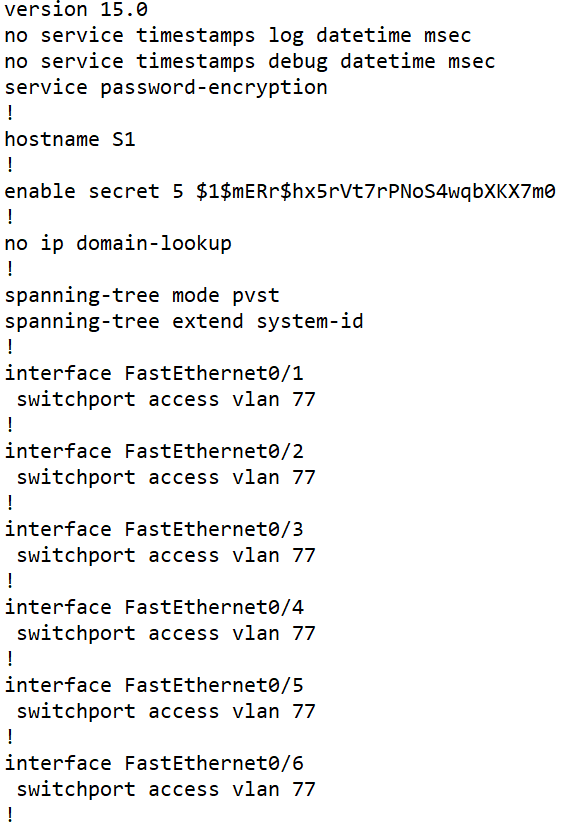 version 15.0
no service timestamps log datetime msec
no service timestamps debug datetime msec
service password-encryption
!
hostname S1
!
enable secret 5 $1$mERr$hx5rVt7rPNoS4wqbXKX7m0
!
no ip domain-lookup
!
spanning-tree mode pvst
spanning-tree extend system-id
!
interface FastEthernet0/1
 switchport access vlan 77
!
interface FastEthernet0/2
 switchport access vlan 77
!
interface FastEthernet0/3
 switchport access vlan 77
!
interface FastEthernet0/4
 switchport access vlan 77
!
interface FastEthernet0/5
 switchport access vlan 77
!
interface FastEthernet0/6
 switchport access vlan 77
!